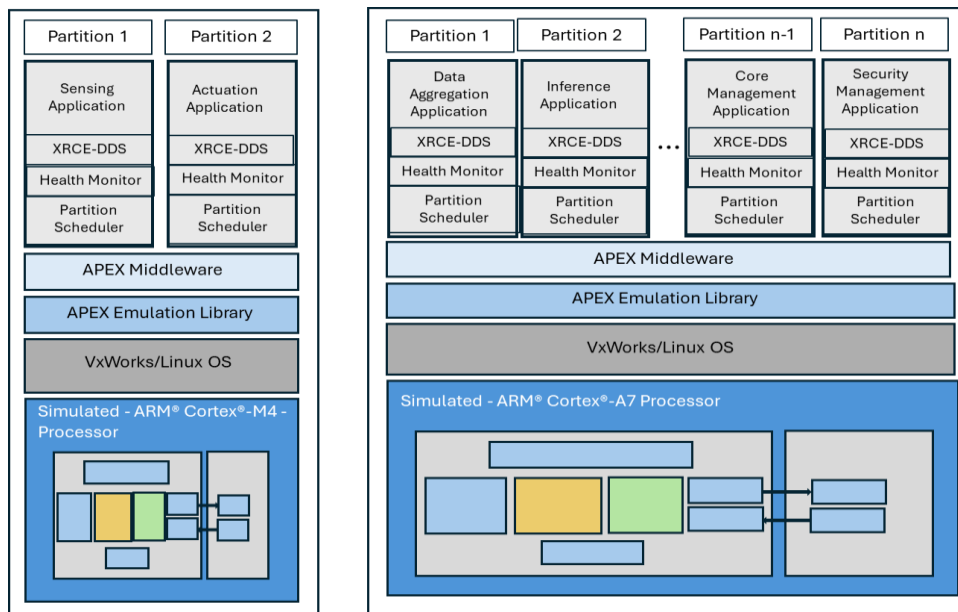 Partition 1
Partition 2
Sensing
Application
XRCE-DDS
Health Monitor
Partition
Scheduler
Actuation
Application
XRCE-DDS
Health Monitor
Partition
Scheduler
APEX Middleware
APEX Emulation Library
VxWorks/Linux OS
Simulated - ARM® Cortex®-M4 -
Processor
Partition 1
Partition 2
Partition n-1
Partition n
Data
Aggregation
Application
XRCE-DDS
Health Monitor
Partition
Scheduler
Inference
Application
XRCE-DDS
Health Monitor
Partition
Scheduler
...
Core
Management
Application
XRCE-DDS
Health Monitor
Partition
Scheduler
Security
Management
Application
XRCE-DDS
Health Monitor
Partition
Scheduler
APEX Middleware
APEX Emulation Library
VxWorks/Linux OS
Simulated - ARM® Cortex®-A7 Processor